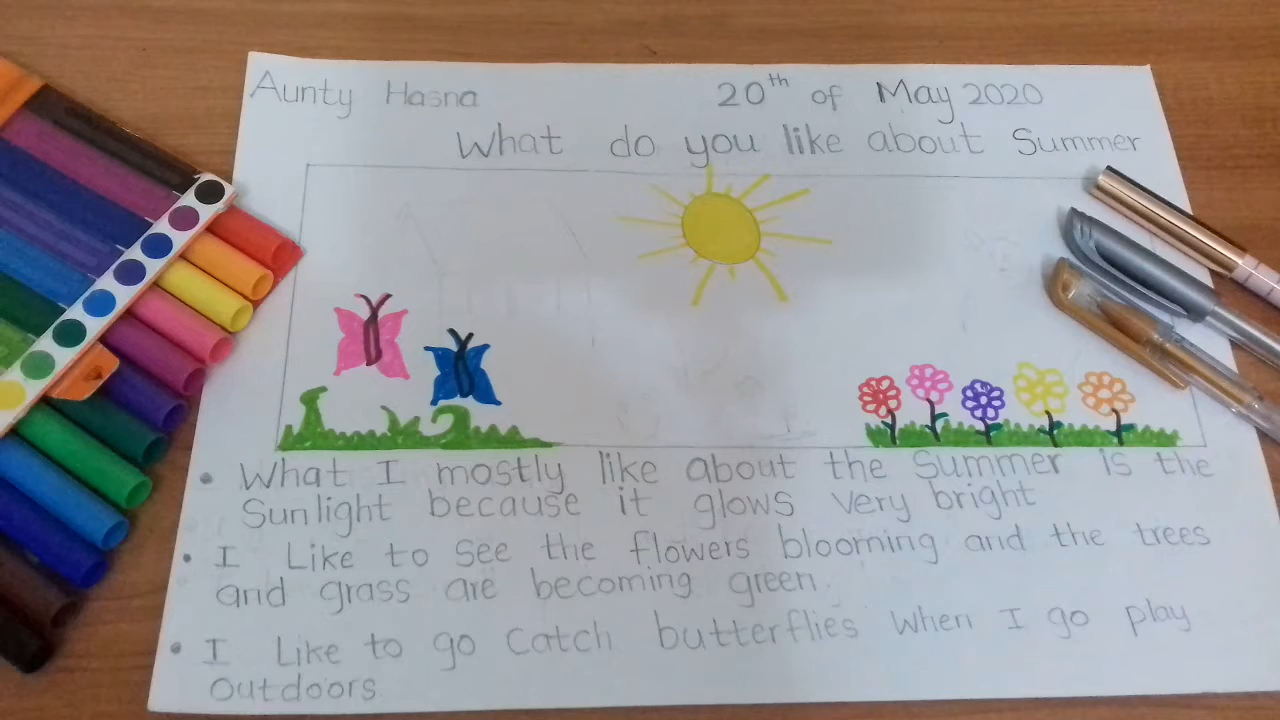 Aunty Hasna 20th of May 2020
What do you like about Summer
• What I mostly like about the Summer is the
Sunlight because it glows very bright
• I Like to see the flowers blooming and the trees
and grass are becoming green.
• I Like to go Catch butterflies when I go play
outdoors